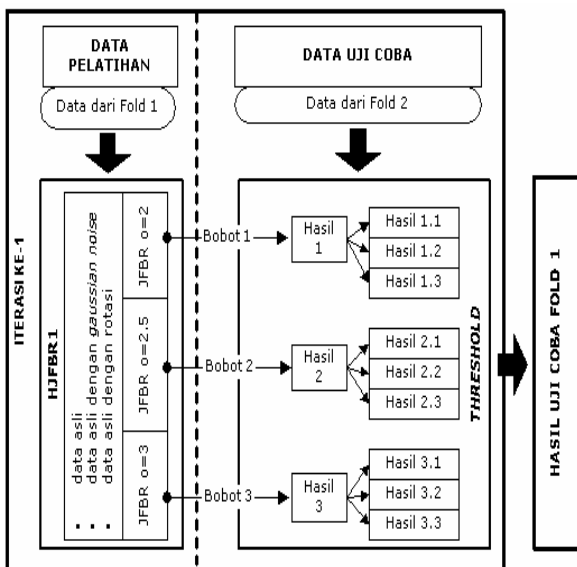 DATA
PELATIHAN
Data dari Fold 1
DATA UJI COBA
Data dari Fold 2
ITERASI KE-1
HJFBR 1
• data asli
• data asli dengan gaussian noise
• data asli dengan rotasi
JFBR o=2
JFBR o=2.5
JFBR o=3
Bobot 1
Bobot 2
Bobot 3
Hasil
1
Hasil 1.1
Hasil 1.2
Hasil 1.3
Hasil
2
Hasil 2.1
Hasil 2.2
Hasil 2.3
Hasil
3
Hasil 3.1
Hasil 3.2
Hasil 3.3
THRESHOLD
HASIL UJI COBA FOLD 1